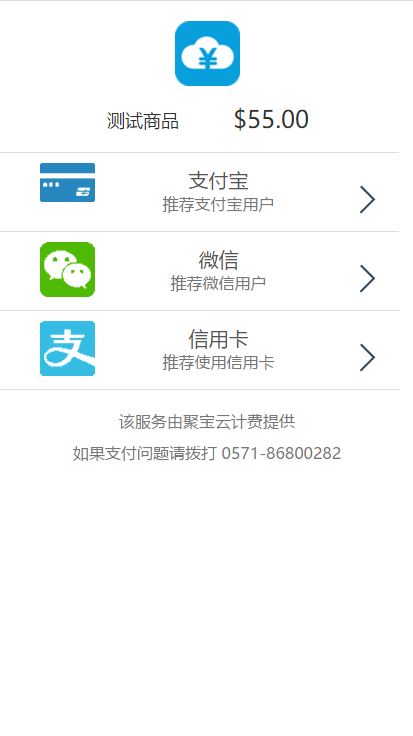 ¥
测试商品 $55.00
支付宝
推荐支付宝用户
微信
推荐微信用户
支
信用卡
推荐使用信用卡
该服务由聚宝云计费提供
如果支付问题请拨打 0571-86800282